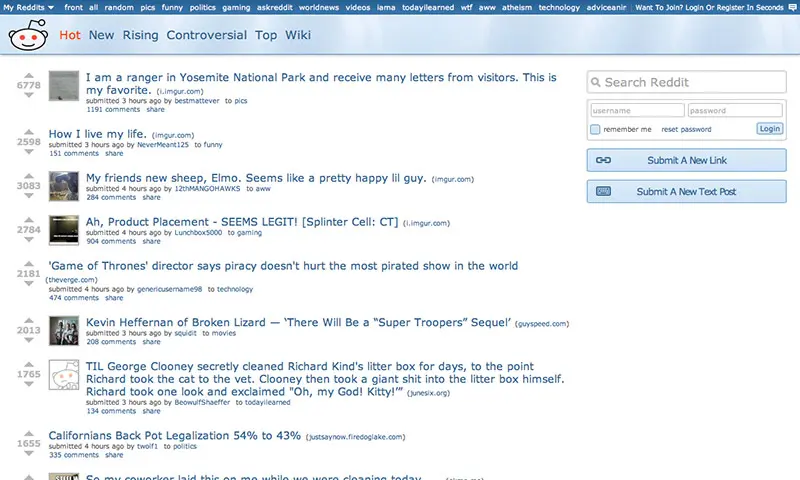 My Reddits front all random pics funny politics gaming askreddit worldnews videos iama todayilearned wtf aww atheism technology adviceanir Want To Join? Login Or Register In Seconds
Hot New Rising Controversial Top Wiki
6778
I am a ranger in Yosemite National Park and receive many letters from visitors. This is
my favorite. (i.imgur.com)
submitted 3 hours ago by bestmattever to pics
1191 comments share
Search Reddit
username password
remember me reset password Login
Submit A New Link
Submit A New Text Post
2598
How I live my life. (imgur.com)
submitted 3 hours ago by NeverMeant125 to funny
151 comments share
3083
My friends new sheep, Elmo. Seems like a pretty happy lil guy. (imgur.com)
submitted 4 hours ago by 12thMANGOHAWKS to aww
284 comments share
2784
Ah, Product Placement - SEEMS LEGIT! [Splinter Cell: CT] (i.imgur.com)
submitted 4 hours ago by Lunchbox5000 to gaming
904 comments share
2181
'Game of Thrones' director says piracy doesn't hurt the most pirated show in the world
(theverge.com)
submitted 4 hours ago by genericusername98 to technology
474 comments share
2013
Kevin Heffernan of Broken Lizard — ‘There Will Be a “Super Troopers” Sequel’ (guyspeed.com)
submitted 3 hours ago by squidit to movies
208 comments share
1765
TIL George Clooney secretly cleaned Richard Kind's litter box for days, to the point
Richard took the cat to the vet. Clooney then took a giant shit into the litter box himself.
Richard took one look and exclaimed "Oh, my God! Kitty!’” (junesix.org)
submitted 3 hours ago by BeowulfShaeffer to todayilearned
134 comments share
1655
Californians Back Pot Legalization 54% to 43% (justsaynow.firedoglake.com)
submitted 4 hours ago by twolf1 to politics
335 comments share
So my coworker laid this on me while we were cleaning today